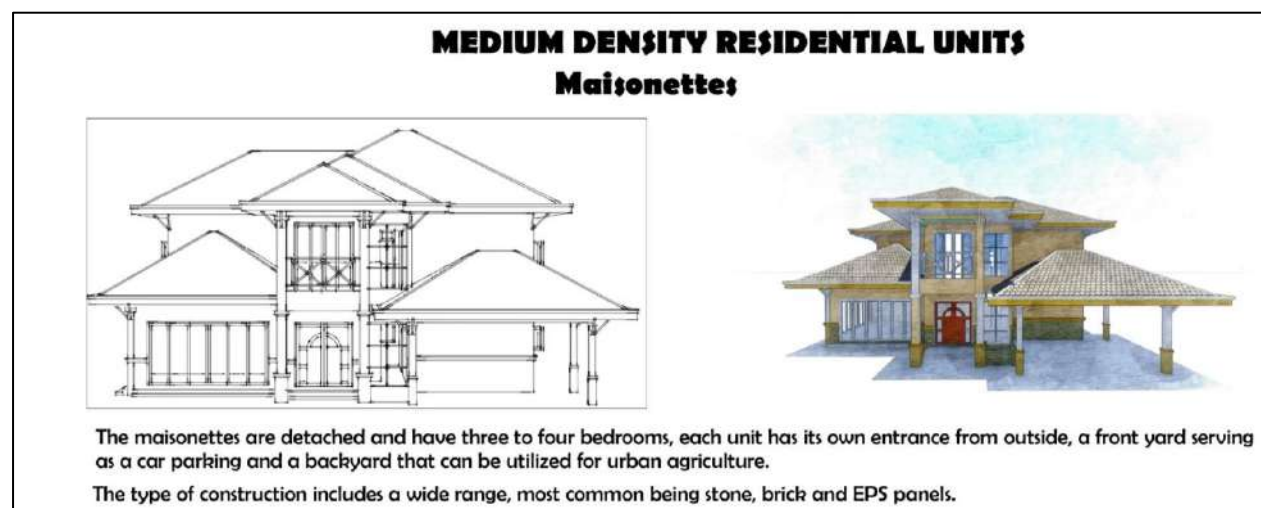 MEDIUM DENSITY RESIDENTIAL UNITS
Maisonettes
The maisonettes are detached and have three to four bedrooms, each unit has its own entrance from outside, a front yard serving
as a car parking and a backyard that can be utilized for urban agriculture.
The type of construction includes a wide range, most common being stone, brick and EPS panels.